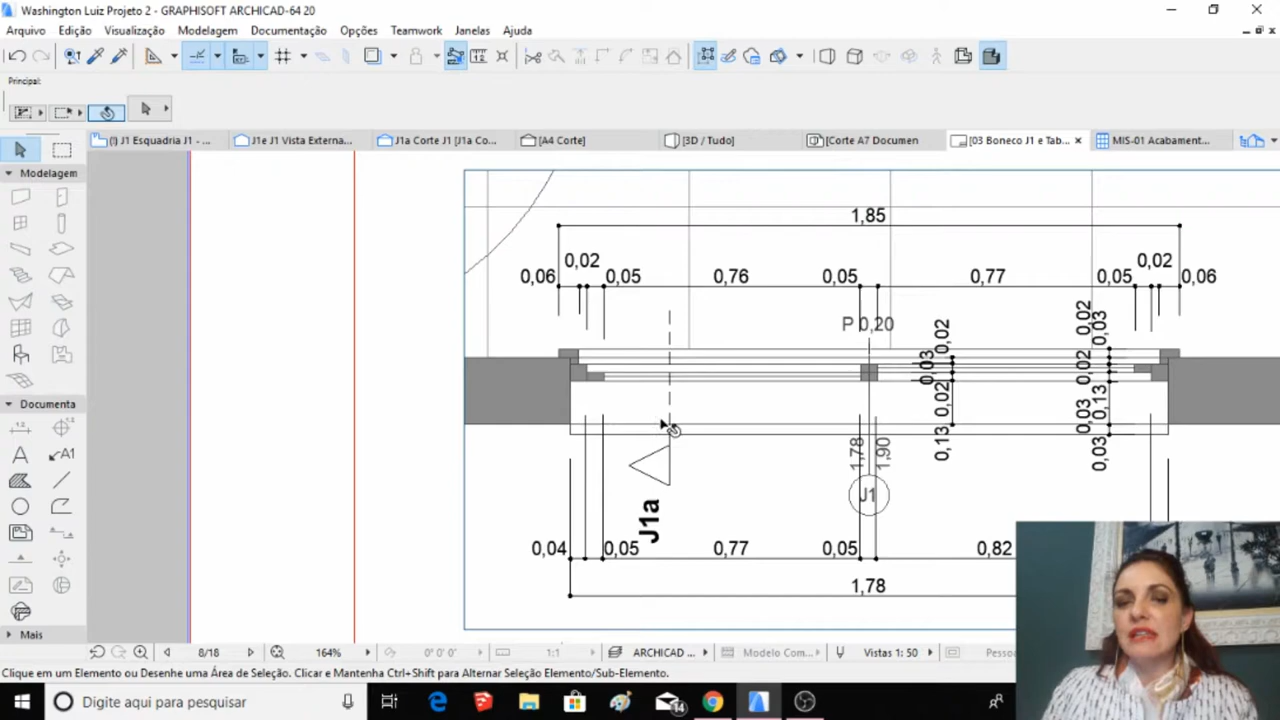 Washington Luiz Projeto 2 - GRAPHISOFT ARCHICAD-64 20
Arquivo Edição Visualização Modelagem Documentação Opções Teamwork Janelas Ajuda
Principal:
(!) J1 Esquadria J1 - ... J1e J1 Vista Externa... J1a Corte J1 [J1a Co... [A4 Corte] [3D / Tudo] [Corte A7 Documen [03 Boneco J1 e Tab... MIS-01 Acabament...
Modelagem
Documenta
Mais
1,85
0,06 0,02 0,05 0,76 0,05 0,77 0,05 0,02 0,06
P 0,20
0,02
0,03
0,02
0,13
0,02
0,03
0,02
0,13
0,03
0,03
1,78
1,90
J1
J1a
0,04 0,05 0,77 0,05 0,82
1,78
8/18 164% 0° 0' 0" 1:1 ARCHICAD ... Modelo Com... Vistas 1: 50 Pesso
Clique em um Elemento ou Desenhe uma Área de Seleção. Clicar e Mantenha Ctrl+Shift para Alternar Seleção Elemento/Sub-Elemento.
Digite aqui para pesquisar
14